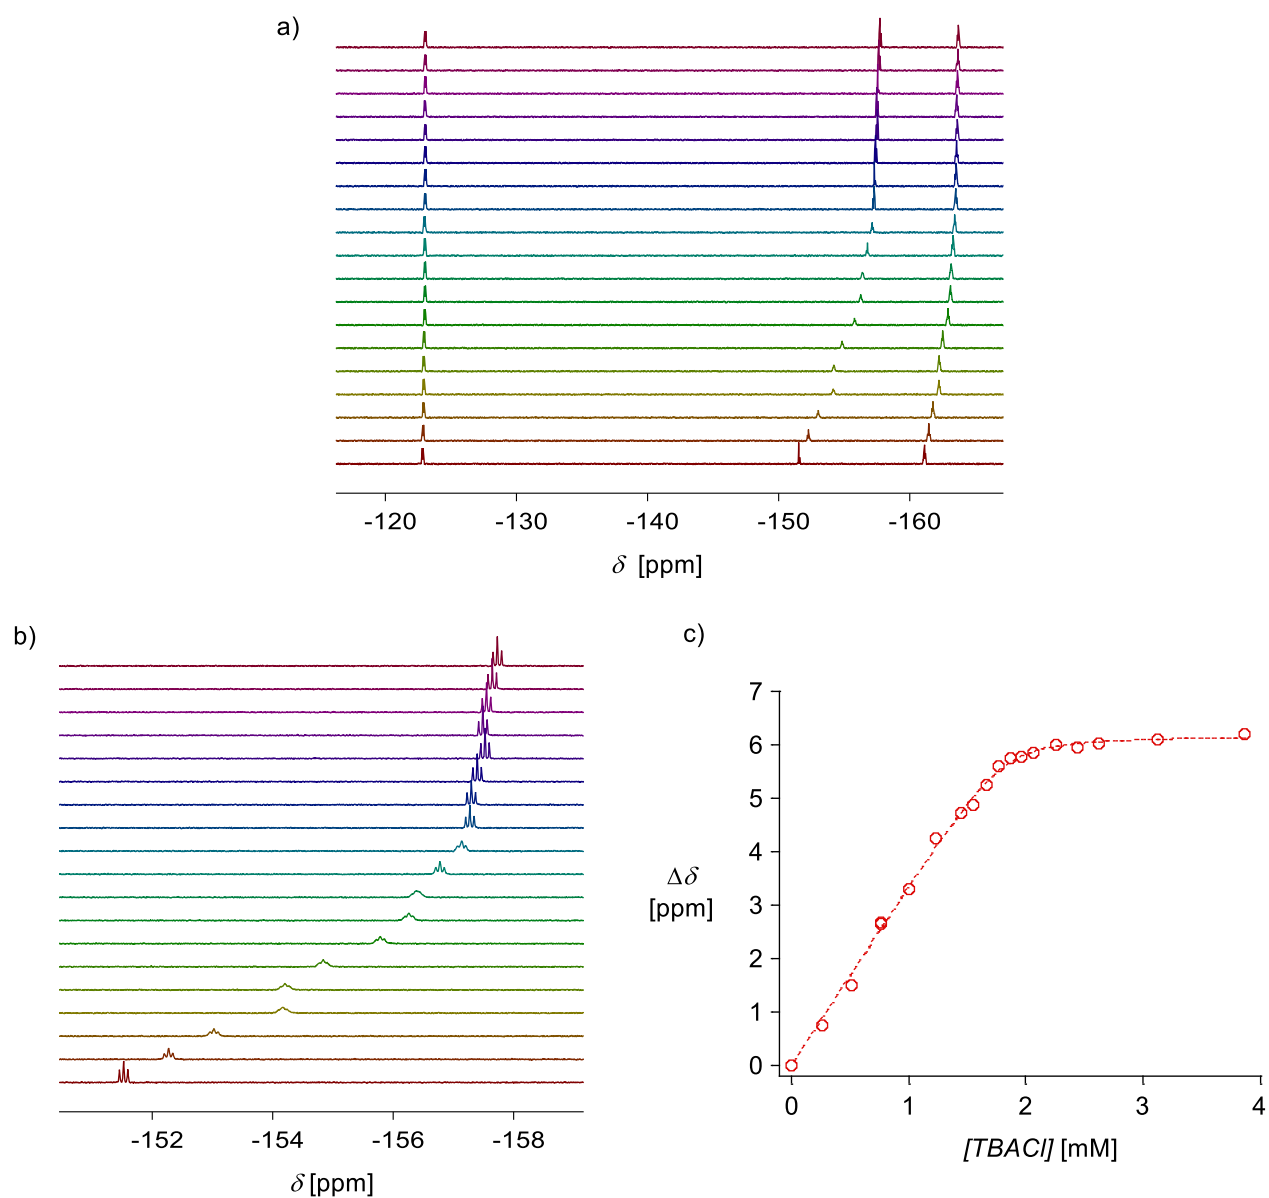 a)
-120 -130 -140 -150 -160
δ [ppm]
b)
-152 -154 -156 -158
δ [ppm]
c)
7
6
5
4
3
2
1
0
Δδ
[ppm]
0 1 2 3 4
[TBACl] [mM]